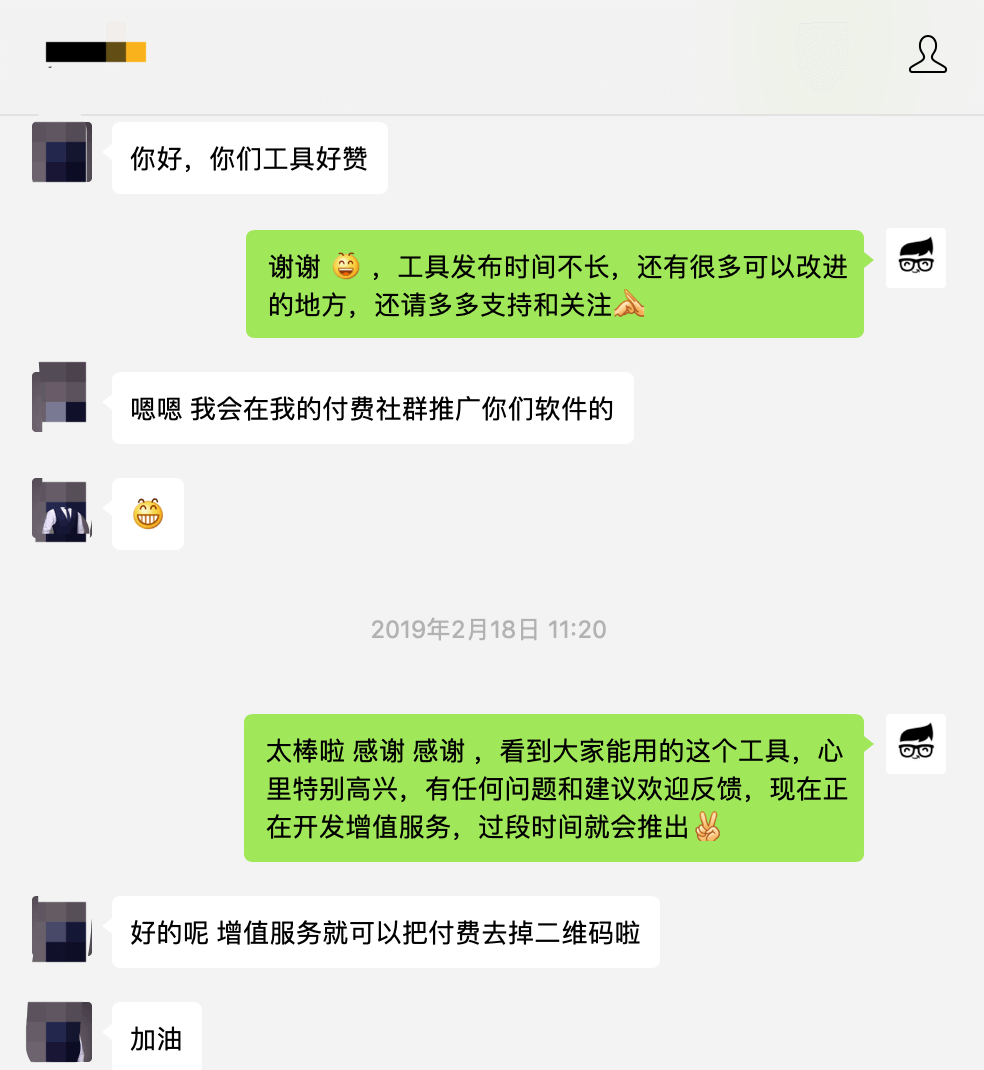 你好，你们工具好赞
谢谢 😄 ，工具发布时间不长，还有很多可以改进
的地方，还请多多支持和关注🙏
嗯嗯 我会在我的付费社群推广你们软件的
😁
2019年2月18日 11:20
太棒啦 感谢 感谢 ，看到大家能用的这个工具，心
里特别高兴，有任何问题和建议欢迎反馈，现在正
在开发增值服务，过段时间就会推出✌
好的呢 增值服务就可以把付费去掉二维码啦
加油